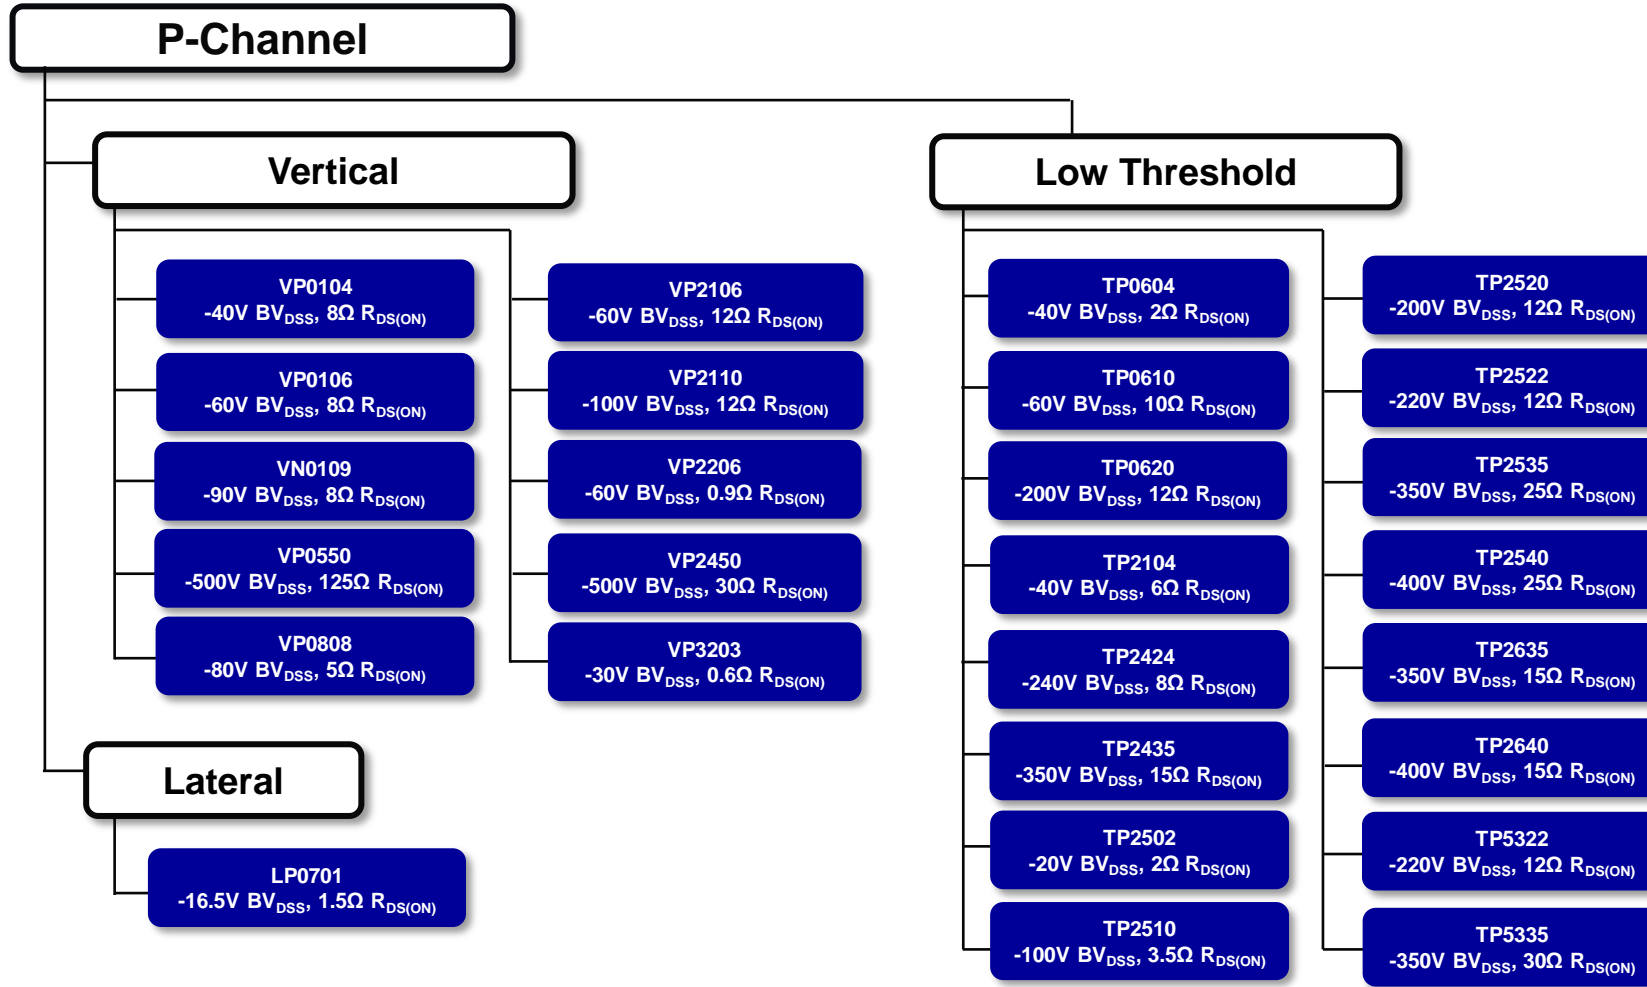 P-Channel
Vertical
VP0104
-40V BVDSS, 8Ω RDS(ON)
VP0106
-60V BVDSS, 8Ω RDS(ON)
VN0109
-90V BVDSS, 8Ω RDS(ON)
VP0550
-500V BVDSS, 125Ω RDS(ON)
VP0808
-80V BVDSS, 5Ω RDS(ON)
VP2106
-60V BVDSS, 12Ω RDS(ON)
VP2110
-100V BVDSS, 12Ω RDS(ON)
VP2206
-60V BVDSS, 0.9Ω RDS(ON)
VP2450
-500V BVDSS, 30Ω RDS(ON)
VP3203
-30V BVDSS, 0.6Ω RDS(ON)
Lateral
LP0701
-16.5V BVDSS, 1.5Ω RDS(ON)
Low Threshold
TP0604
-40V BVDSS, 2Ω RDS(ON)
TP0610
-60V BVDSS, 10Ω RDS(ON)
TP0620
-200V BVDSS, 12Ω RDS(ON)
TP2104
-40V BVDSS, 6Ω RDS(ON)
TP2424
-240V BVDSS, 8Ω RDS(ON)
TP2435
-350V BVDSS, 15Ω RDS(ON)
TP2502
-20V BVDSS, 2Ω RDS(ON)
TP2510
-100V BVDSS, 3.5Ω RDS(ON)
TP2520
-200V BVDSS, 12Ω RDS(ON)
TP2522
-220V BVDSS, 12Ω RDS(ON)
TP2535
-350V BVDSS, 25Ω RDS(ON)
TP2540
-400V BVDSS, 25Ω RDS(ON)
TP2635
-350V BVDSS, 15Ω RDS(ON)
TP2640
-400V BVDSS, 15Ω RDS(ON)
TP5322
-220V BVDSS, 12Ω RDS(ON)
TP5335
-350V BVDSS, 30Ω RDS(ON)